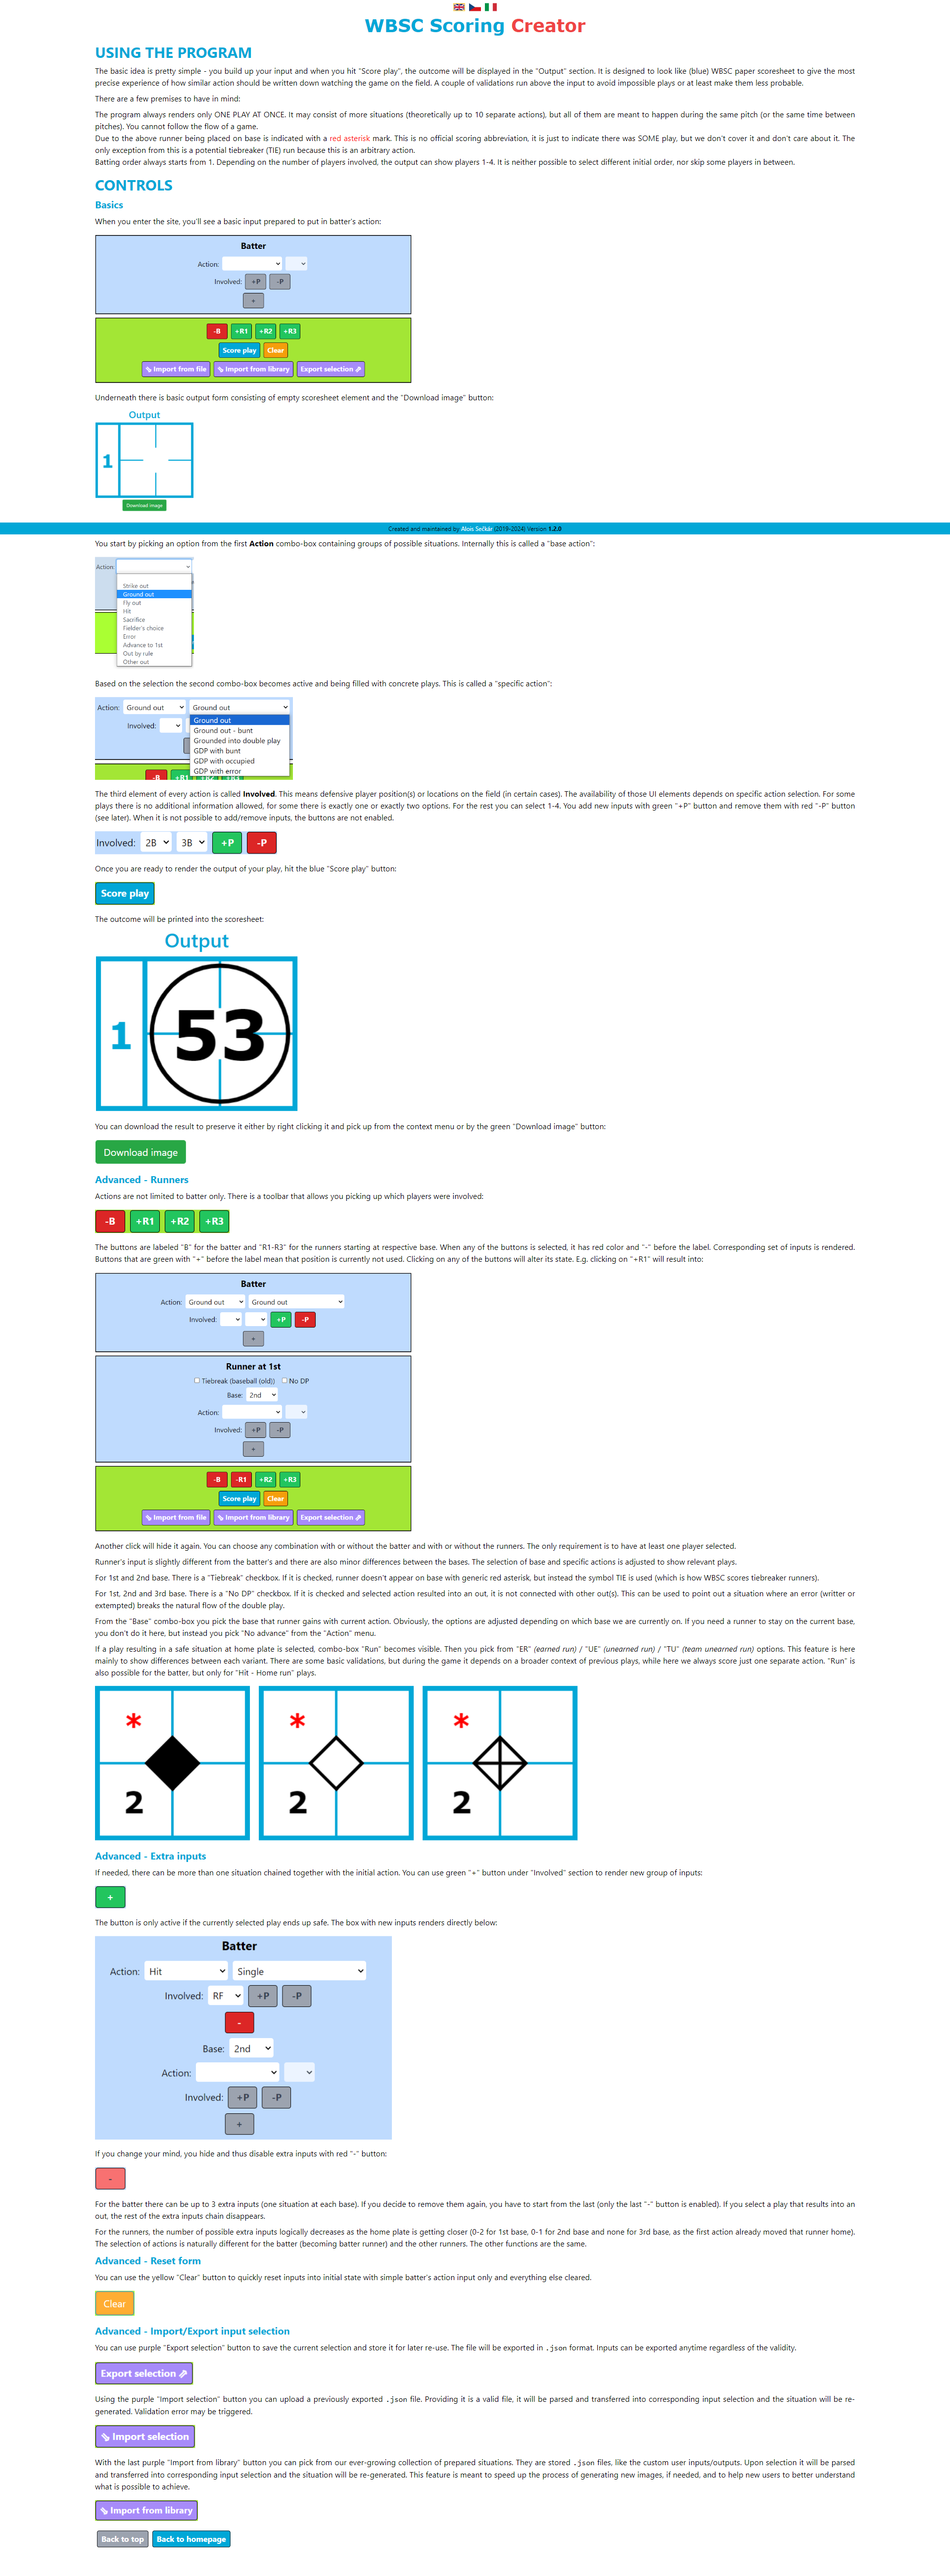 WBSC Scoring Creator
USING THE PROGRAM
The basic idea is pretty simple - you build up your input and when you hit "Score play", the outcome will be displayed in the "Output" section. It is designed to look like (blue) WBSC paper scoresheet to give the most
precise experience of how similar action should be written down watching the game on the field. A couple of validations run above the input to avoid impossible plays or at least make them less probable.
There are a few premises to have in mind:
The program always renders only ONE PLAY AT ONCE. It may consist of more situations (theoretically up to 10 separate actions), but all of them are meant to happen during the same pitch (or the same time between
pitches). You cannot follow the flow of a game.
Due to the above runner being placed on base is indicated with a red asterisk mark. This is no official scoring abbreviation, it is just to indicate there was SOME play, but we don't cover it and don't care about it. The
only exception from this is a potential tiebreaker (TIE) run because this is an arbitrary action.
Batting order always starts from 1. Depending on the number of players involved, the output can show players 1-4. It is neither possible to select different initial order, nor skip some players in between.
CONTROLS
Basics
When you enter the site, you'll see a basic input prepared to put in batter's action:
Batter
Action:
Involved: +P -P
+
-B +R1 +R2 +R3
Score play Clear
Import from file Import from library Export selection
Underneath there is basic output form consisting of empty scoresheet element and the "Download image" button:
Output
1
Download image
Created and maintained by Alois Sečkár (2019-2024) Version 1.2.0
You start by picking an option from the first Action combo-box containing groups of possible situations. Internally this is called a "base action":
Action:
Strike out
Ground out
Fly out
Hit
Sacrifice
Fielder's choice
Error
Advance to 1st
Out by rule
Other out
Based on the selection the second combo-box becomes active and being filled with concrete plays. This is called a "specific action":
Action: Ground out Ground out
Involved: Ground out
Ground out - bunt
Grounded into double play
GDP with bunt
GDP with occupied
GDP with error
-B +R1 +R2 +R3
The third element of every action is called Involved. This means defensive player position(s) or locations on the field (in certain cases). The availability of those UI elements depends on specific action selection. For some
plays there is no additional information allowed, for some there is exactly one or exactly two options. For the rest you can select 1-4. You add new inputs with green "+P" button and remove them with red "-P" button
(see later). When it is not possible to add/remove inputs, the buttons are not enabled.
Involved: 2B 3B +P -P
Once you are ready to render the output of your play, hit the blue "Score play" button:
Score play
The outcome will be printed into the scoresheet:
Output
1 53
You can download the result to preserve it either by right clicking it and pick up from the context menu or by the green "Download image" button:
Download image
Advanced - Runners
Actions are not limited to batter only. There is a toolbar that allows you picking up which players were involved:
-B +R1 +R2 +R3
The buttons are labeled "B" for the batter and "R1-R3" for the runners starting at respective base. When any of the buttons is selected, it has red color and "-" before the label. Corresponding set of inputs is rendered.
Buttons that are green with "+" before the label mean that position is currently not used. Clicking on any of the buttons will alter its state. E.g. clicking on "+R1" will result into:
Batter
Action: Ground out Ground out
Involved: +P -P
+
Runner at 1st
Tiebreak (baseball (old)) No DP
Base: 2nd
Action:
Involved: +P -P
+
-B -R1 +R2 +R3
Score play Clear
Import from file Import from library Export selection
Another click will hide it again. You can choose any combination with or without the batter and with or without the runners. The only requirement is to have at least one player selected.
Runner's input is slightly different from the batter's and there are also minor differences between the bases. The selection of base and specific actions is adjusted to show relevant plays.
For 1st and 2nd base. There is a "Tiebreak" checkbox. If it is checked, runner doesn't appear on base with generic red asterisk, but instead the symbol TIE is used (which is how WBSC scores tiebreaker runners).
For 1st, 2nd and 3rd base. There is a "No DP" checkbox. If it is checked and selected action resulted into an out, it is not connected with other out(s). This can be used to point out a situation where an error (writter or
extempted) breaks the natural flow of the double play.
From the "Base" combo-box you pick the base that runner gains with current action. Obviously, the options are adjusted depending on which base we are currently on. If you need a runner to stay on the current base,
you don't do it here, but instead you pick "No advance" from the "Action" menu.
If a play resulting in a safe situation at home plate is selected, combo-box "Run" becomes visible. Then you pick from "ER" (earned run) / "UE" (unearned run) / "TU" (team unearned run) options. This feature is here
mainly to show differences between each variant. There are some basic validations, but during the game it depends on a broader context of previous plays, while here we always score just one separate action. "Run" is
also possible for the batter, but only for "Hit - Home run" plays.
* * *
2 2 2
Advanced - Extra inputs
If needed, there can be more than one situation chained together with the initial action. You can use green "+" button under "Involved" section to render new group of inputs:
+
The button is only active if the currently selected play ends up safe. The box with new inputs renders directly below:
Batter
Action: Hit Single
Involved: RF +P -P
-
Base: 2nd
Action:
Involved: +P -P
+
If you change your mind, you hide and thus disable extra inputs with red "-" button:
-
For the batter there can be up to 3 extra inputs (one situation at each base). If you decide to remove them again, you have to start from the last (only the last "-" button is enabled). If you select a play that results into an
out, the rest of the extra inputs chain disappears.
For the runners, the number of possible extra inputs logically decreases as the home plate is getting closer (0-2 for 1st base, 0-1 for 2nd base and none for 3rd base, as the first action already moved that runner home).
The selection of actions is naturally different for the batter (becoming batter runner) and the other runners. The other functions are the same.
Advanced - Reset form
You can use the yellow "Clear" button to quickly reset inputs into initial state with simple batter's action input only and everything else cleared.
Clear
Advanced - Import/Export input selection
You can use purple "Export selection" button to save the current selection and store it for later re-use. The file will be exported in .json format. Inputs can be exported anytime regardless of the validity.
Export selection
Using the purple "Import selection" button you can upload a previously exported .json file. Providing it is a valid file, it will be parsed and transferred into corresponding input selection and the situation will be re-
generated. Validation error may be triggered.
Import selection
With the last purple "Import from library" button you can pick from our ever-growing collection of prepared situations. They are stored .json files, like the custom user inputs/outputs. Upon selection it will be parsed
and transferred into corresponding input selection and the situation will be re-generated. This feature is meant to speed up the process of generating new images, if needed, and to help new users to better understand
what is possible to achieve.
Import from library
Back to top Back to homepage